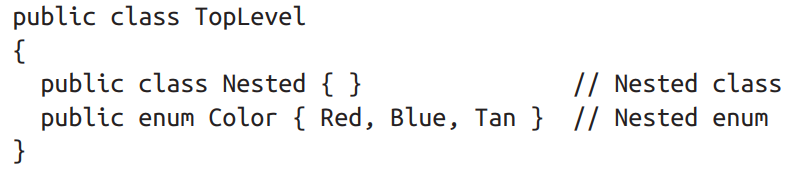 public class TopLevel
{
  public class Nested { }               // Nested class
  public enum Color { Red, Blue, Tan }  // Nested enum
}